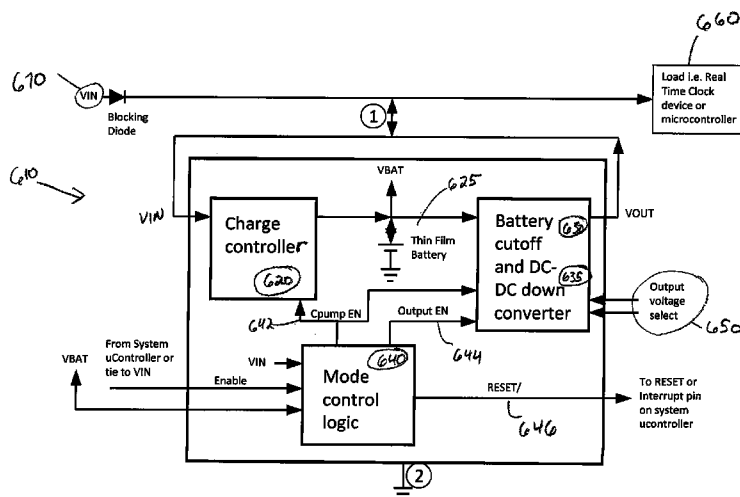 660
670
VIN
Blocking
Diode
Load i.e. Real
Time Clock
device or
microcontroller
1
610
VBAT
625
VIN
VOUT
Charge
controller
620
Thin Film
Battery
Battery
cutoff
and DC-
DC down
converter
630
635
Output
voltage
select
650
642
Cpump EN
Output EN
644
From System
uController or
tie to VIN
VBAT
VIN
640
Enable
Mode
control
logic
RESET/
646
To RESET or
Interrupt pin
on system
ucontroller
2